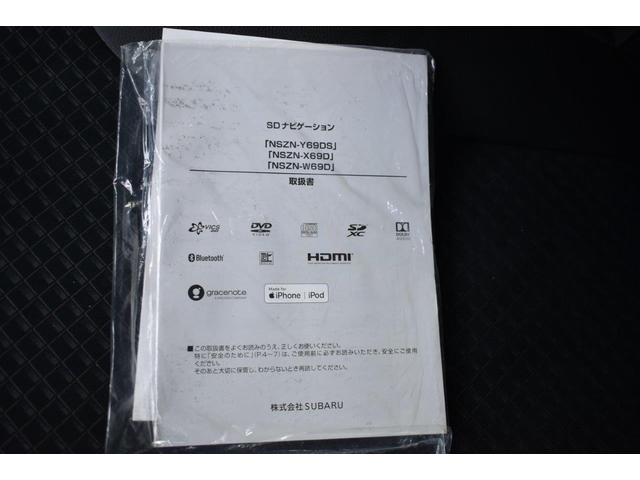 SDナビゲーション
「NSZN-Y69DS」
「NSZN-X69D」
「NSZN-W69D」
取扱書
VICS
DVD
VIDEO
SD
XC
DOLBY
AUDIO
Bluetooth
HDMI
gracenote
Made for
iPhone | iPod
■この取扱書をよくお読みのうえ、正しくお使いください。
特に「安全のために」(P.4~7)は、ご使用前に必ずお読みいただき、安全にご使用
ください。
そのあと大切に保管し、わからないとき再読してください。
株式会社SUBARU